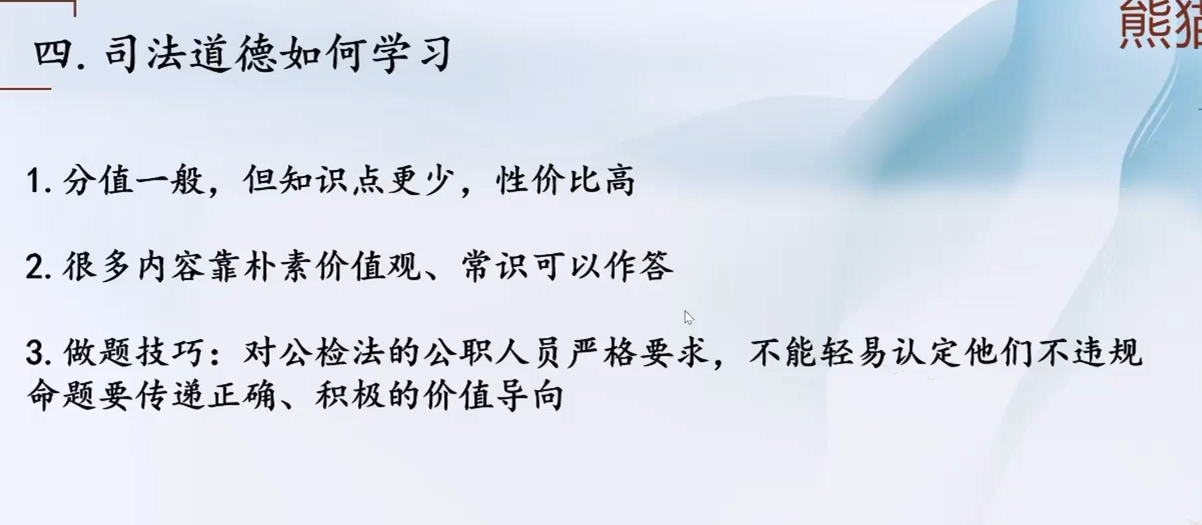 四.司法道德如何学习
熊猫
1.分值一般，但知识点更少，性价比高
2.很多内容靠朴素价值观、常识可以作答
3.做题技巧：对公检法的公职人员严格要求，不能轻易认定他们不违规
命题要传递正确、积极的价值导向